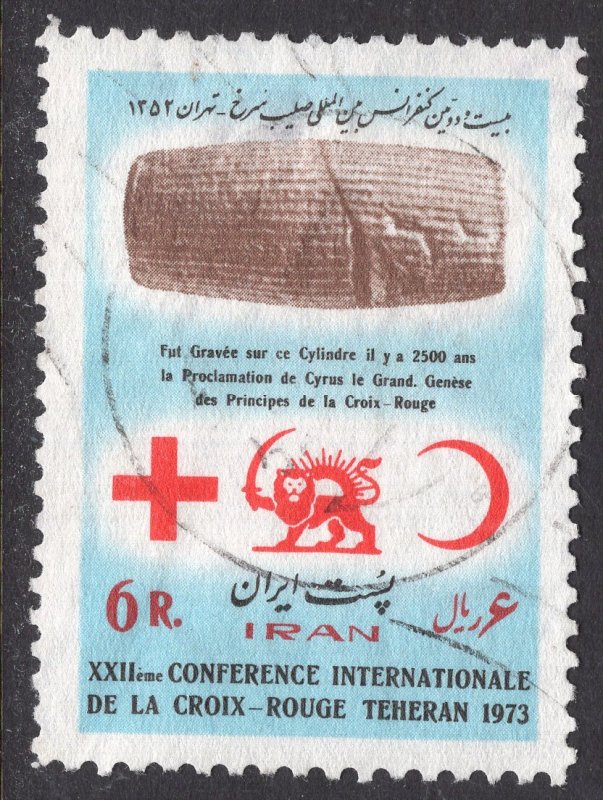 بیست و دومین کنفرانس بین المللی صلیب سرخ - تهران ۱۳۵۲
Fut Gravée sur ce Cylindre il y a 2500 ans
la Proclamation de Cyrus le Grand. Genèse
des Principes de la Croix-Rouge
6 R. پست ایران ۶ ریال
IRAN
XXIIème CONFERENCE INTERNATIONALE
DE LA CROIX-ROUGE TEHERAN 1973